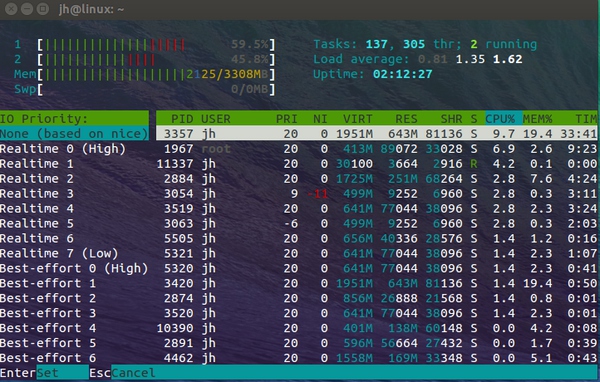 jh@linux: ~
1 [|||||||||||||||||||| 59.5%] Tasks: 137, 305 thr; 2 running
2 [|||||||||||||||| 45.8%] Load average: 0.81 1.35 1.62
Mem[||||||||||||||||||||2125/3308MB] Uptime: 02:12:27
Swp[ 0/0MB]
IO Priority: PID USER PRI NI VIRT RES SHR S CPU% MEM% TIM
None (based on nice) 3357 jh 20 0 1951M 643M 81136 S 9.7 19.4 33:41
Realtime 0 (High) 1967 root 20 0 413M 89072 33028 S 6.9 2.6 9:23
Realtime 1 11337 jh 20 0 30100 3664 2916 R 4.2 0.1 0:00
Realtime 2 2884 jh 20 0 1725M 251M 68264 S 2.8 7.6 4:24
Realtime 3 3054 jh 9 -11 499M 9252 6960 S 2.8 0.3 3:11
Realtime 4 3519 jh 20 0 641M 77044 38096 S 2.8 2.3 3:24
Realtime 5 3063 jh -6 0 499M 9252 6960 S 2.8 0.3 2:03
Realtime 6 5505 jh 20 0 656M 40336 28576 S 1.4 1.2 0:16
Realtime 7 (Low) 5321 jh 20 0 641M 77044 38096 S 1.4 2.3 1:07
Best-effort 0 (High) 5320 jh 20 0 641M 77044 38096 S 1.4 2.3 0:41
Best-effort 1 3420 jh 20 0 1951M 643M 81136 S 1.4 19.4 0:50
Best-effort 2 2874 jh 20 0 856M 26888 21568 S 1.4 0.8 0:01
Best-effort 3 3520 jh 20 0 641M 77044 38096 S 1.4 2.3 0:01
Best-effort 4 10390 jh 20 0 401M 138M 60148 S 0.0 4.2 0:08
Best-effort 5 2891 jh 20 0 596M 56664 27432 S 0.0 1.7 0:39
Best-effort 6 4462 jh 20 0 1558M 169M 33348 S 0.0 5.1 0:43
EnterSet EscCancel